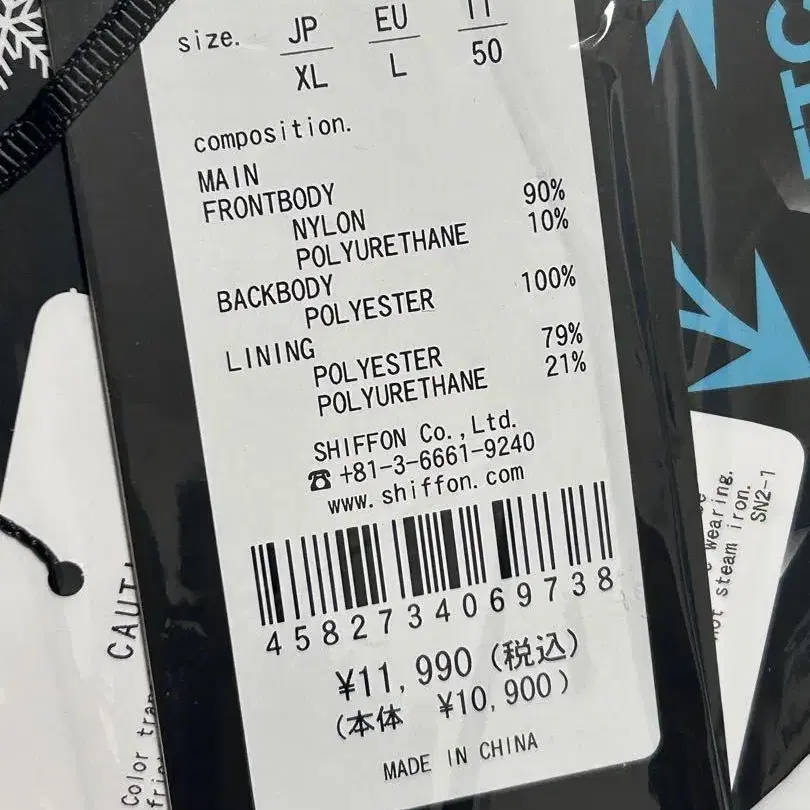 size. JP EU IT
XL L 50
composition.
MAIN
FRONTBODY
NYLON 90%
POLYURETHANE 10%
BACKBODY
POLYESTER 100%
LINING
POLYESTER 79%
POLYURETHANE 21%
SHIFFON Co.,Ltd.
☎ +81-3-6661-9240
www.shiffon.com
4582734069738
¥11,990 (税込)
(本体 ¥10,900)
MADE IN CHINA
Color
wearing.
steam iron.
SN2-1